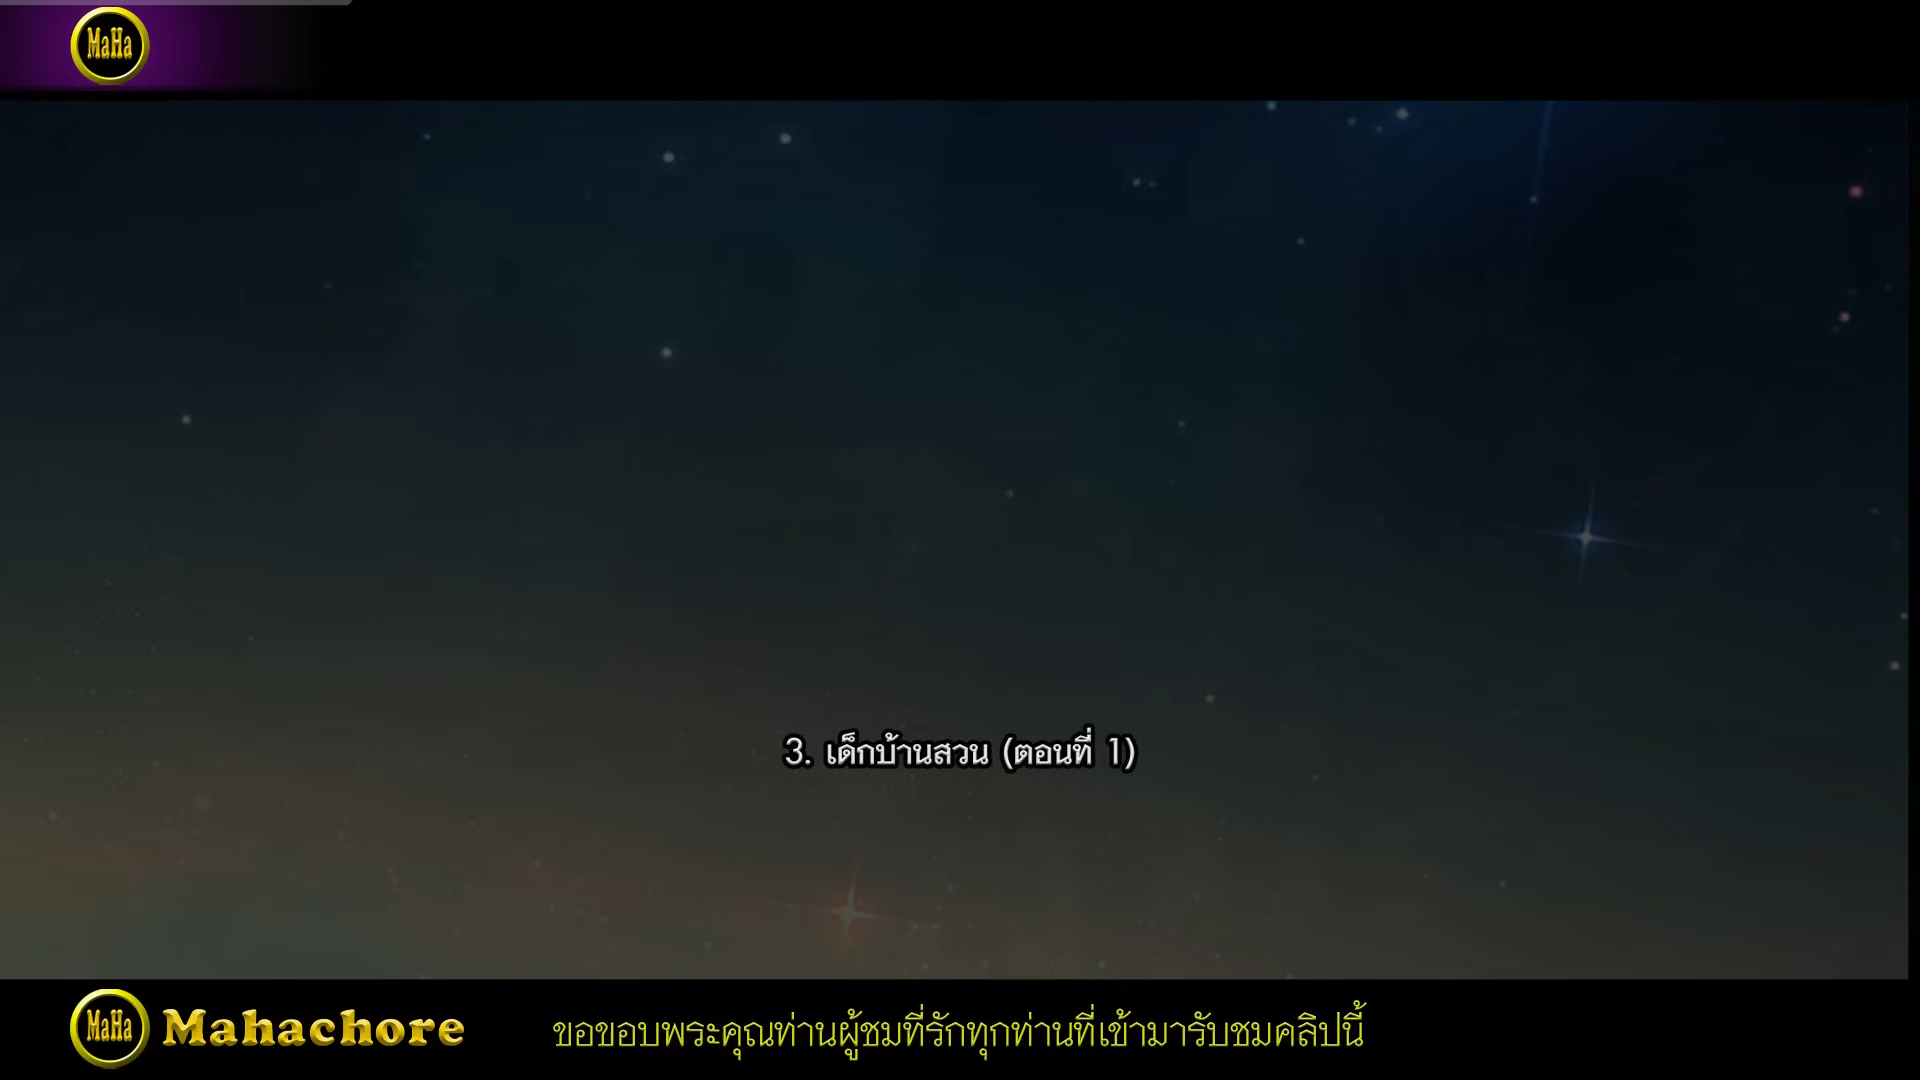 MaHa
3. เด็กบ้านสวน (ตอนที่ 1)
MaHa Mahachore
ขอขอบพระคุณท่านผู้ชมที่รักทุกท่านที่เข้ามารับชมคลิปนี้